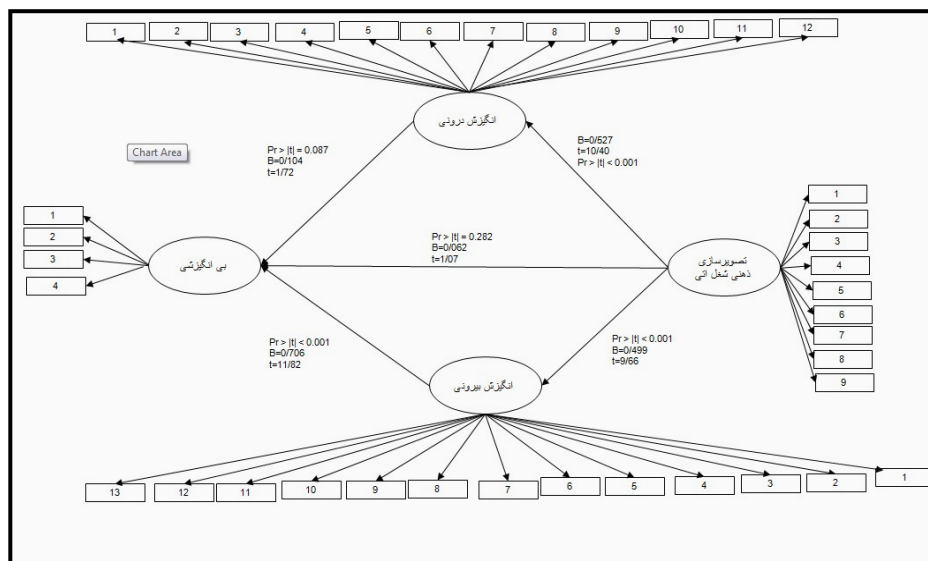 1
2
3
4
5
6
7
8
9
10
11
12
انگیزش درونی
Pr > |t| = 0.087
B=0/104
t=1/72
B=0/527
t=10/40
Pr > |t| < 0.001
Chart Area
1
2
3
4
بی انگیزشی
Pr > |t| = 0.282
B=0/062
t=1/07
تصویرسازی
ذهنی شغل اتی
1
2
3
4
5
6
7
8
9
Pr > |t| < 0.001
B=0/706
t=11/82
Pr > |t| < 0.001
B=0/499
t=9/66
انگیزش بیرونی
13
12
11
10
9
8
7
6
5
4
3
2
1